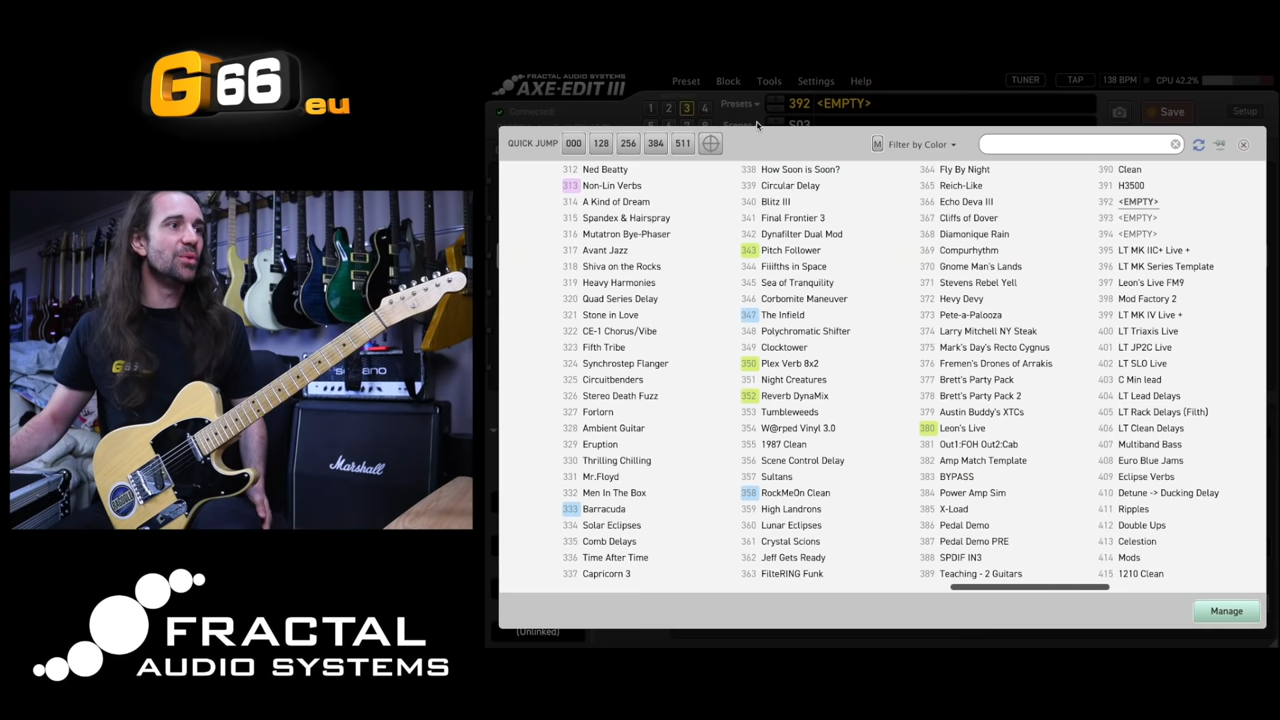 G66
.eu
FRACTAL
AUDIO SYSTEMS
Marshall
soldano
FRACTAL AUDIO SYSTEMS
AXE-EDIT III
Preset Block Tools Settings Help
TUNER TAP 138 BPM CPU 42.2%
Connected
1 2 3 4 Presets 392 <EMPTY>
Save Setup
S03
QUICK JUMP 000 128 256 384 511
M Filter by Color
312 Ned Beatty
313 Non-Lin Verbs
314 A Kind of Dream
315 Spandex & Hairspray
316 Mutatron Bye-Phaser
317 Avant Jazz
318 Shiva on the Rocks
319 Heavy Harmonies
320 Quad Series Delay
321 Stone in Love
322 CE-1 Chorus/Vibe
323 Fifth Tribe
324 Synchrostep Flanger
325 Circuitbenders
326 Stereo Death Fuzz
327 Forlorn
328 Ambient Guitar
329 Eruption
330 Thrilling Chilling
331 Mr.Floyd
332 Men In The Box
333 Barracuda
334 Solar Eclipses
335 Comb Delays
336 Time After Time
337 Capricorn 3
338 How Soon is Soon?
339 Circular Delay
340 Blitz III
341 Final Frontier 3
342 Dynafilter Dual Mod
343 Pitch Follower
344 Fiiifths in Space
345 Sea of Tranquility
346 Corbomite Maneuver
347 The Infield
348 Polychromatic Shifter
349 Clocktower
350 Plex Verb 8x2
351 Night Creatures
352 Reverb DynaMix
353 Tumbleweeds
354 W@rped Vinyl 3.0
355 1987 Clean
356 Scene Control Delay
357 Sultans
358 RockMeOn Clean
359 High Landrons
360 Lunar Eclipses
361 Crystal Scions
362 Jeff Gets Ready
363 FilteRING Funk
364 Fly By Night
365 Reich-Like
366 Echo Deva III
367 Cliffs of Dover
368 Diamonique Rain
369 Compurhythm
370 Gnome Man's Lands
371 Stevens Rebel Yell
372 Hevy Devy
373 Pete-a-Palooza
374 Larry Mitchell NY Steak
375 Mark's Day's Recto Cygnus
376 Fremen's Drones of Arrakis
377 Brett's Party Pack
378 Brett's Party Pack 2
379 Austin Buddy's XTCs
380 Leon's Live
381 Out1:FOH Out2:Cab
382 Amp Match Template
383 BYPASS
384 Power Amp Sim
385 X-Load
386 Pedal Demo
387 Pedal Demo PRE
388 SPDIF IN3
389 Teaching - 2 Guitars
390 Clean
391 H3500
392 <EMPTY>
393 <EMPTY>
394 <EMPTY>
395 LT MK IIC+ Live +
396 LT MK Series Template
397 Leon's Live FM9
398 Mod Factory 2
399 LT MK IV Live +
400 LT Triaxis Live
401 LT JP2C Live
402 LT SLO Live
403 C Min lead
404 LT Lead Delays
405 LT Rack Delays (Filth)
406 LT Clean Delays
407 Multiband Bass
408 Euro Blue Jams
409 Eclipse Verbs
410 Detune -> Ducking Delay
411 Ripples
412 Double Ups
413 Celestion
414 Mods
415 1210 Clean
Manage
(Unlinked)